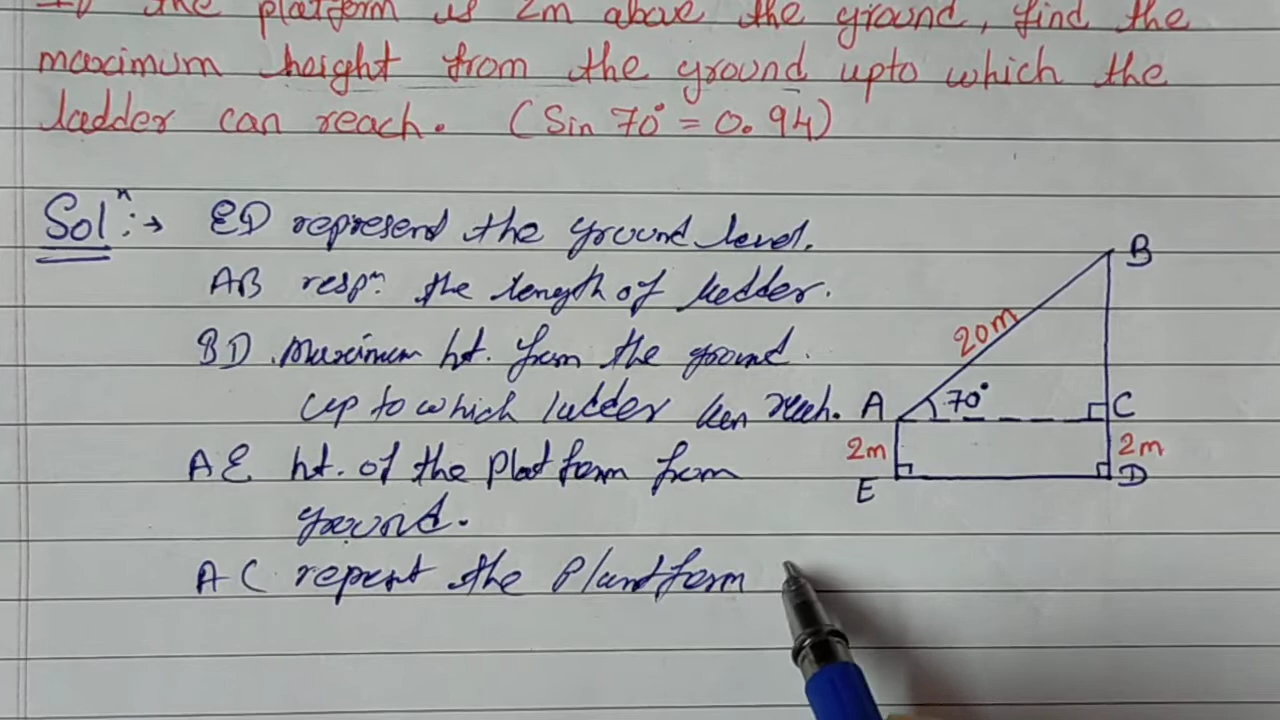 the platform is 2m above the ground, find the
maximum height from the ground upto which the
ladder can reach. (Sin 70° = 0.94)
Solⁿ:→ ED represend the ground level.
AB respⁿ. the length of ledder.
BD . Maximum ht. from the ground.
up to which ladder can reach.
AE ht. of the platform from
ground.
AC repent the Plantform
B
20m
A 70° C
2m 2m
E D